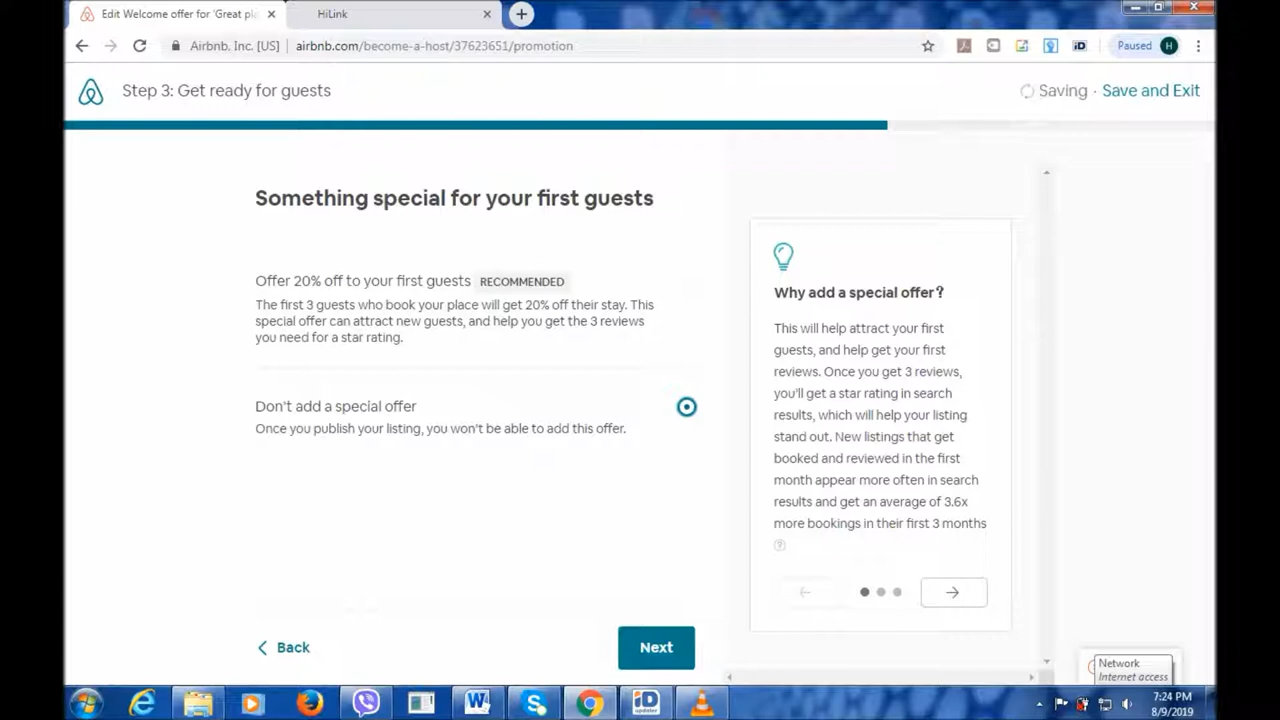 Edit Welcome offer for 'Great pl
HiLink
Airbnb. Inc. [US]
airbnb.com/become-a-host/37623651/promotion
iD
Paused
H
Step 3: Get ready for guests
Saving · Save and Exit
Something special for your first guests
Offer 20% off to your first guests RECOMMENDED
The first 3 guests who book your place will get 20% off their stay. This
special offer can attract new guests, and help you get the 3 reviews
you need for a star rating.
Don't add a special offer
Once you publish your listing, you won't be able to add this offer.
Back
Next
Why add a special offer?
This will help attract your first
guests, and help get your first
reviews. Once you get 3 reviews,
you'll get a star rating in search
results, which will help your listing
stand out. New listings that get
booked and reviewed in the first
month appear more often in search
results and get an average of 3.6x
more bookings in their first 3 months
?
Network
Internet access
iD
updater
7:24 PM
8/9/2019